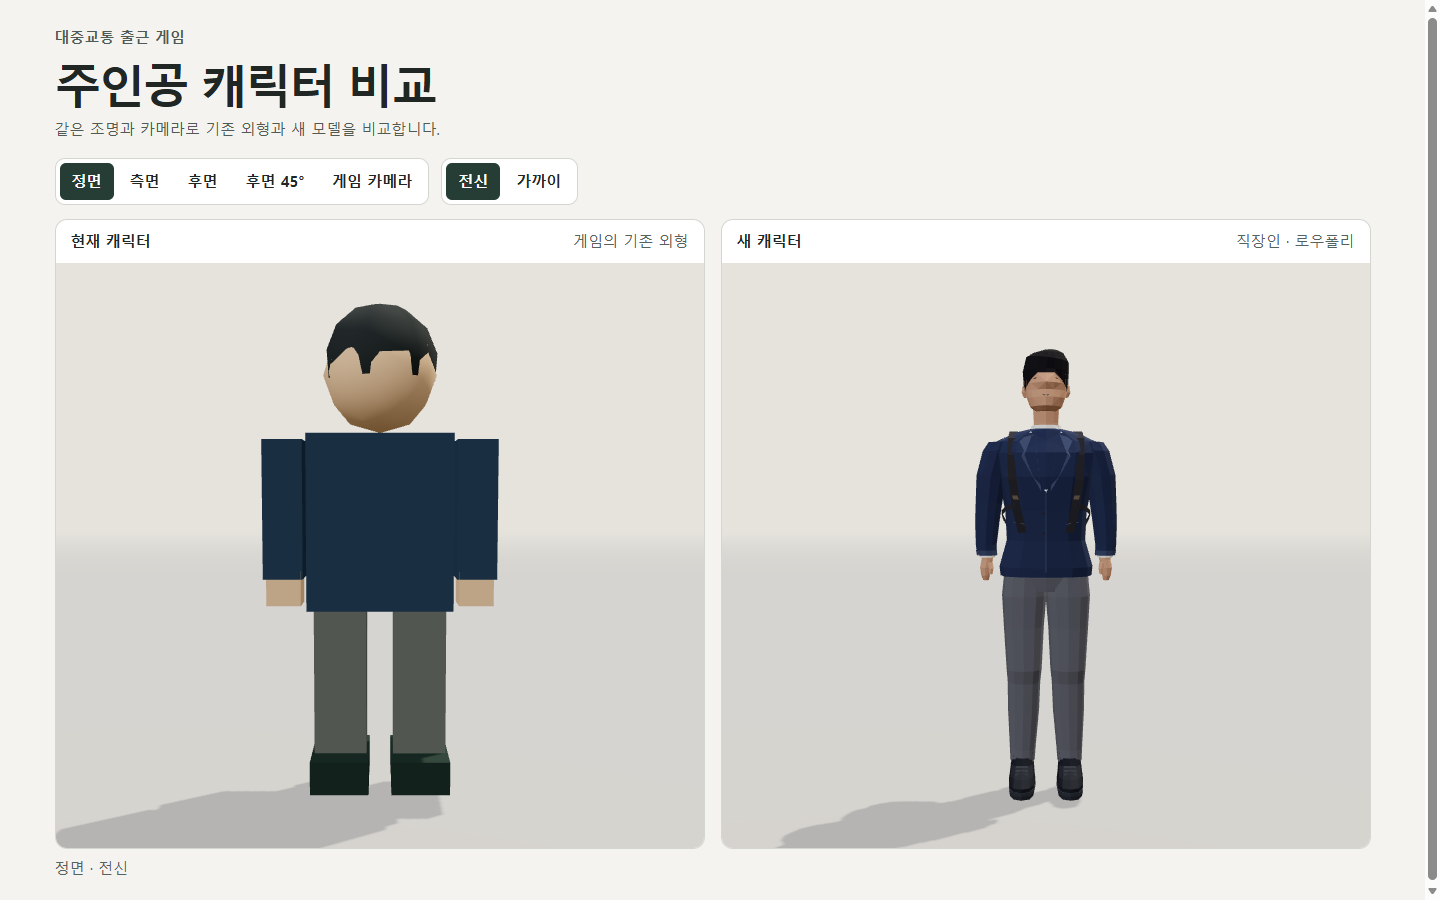 대중교통 출근 게임
주인공 캐릭터 비교
같은 조명과 카메라로 기존 외형과 새 모델을 비교합니다.
정면 측면 후면 후면 45° 게임 카메라 전신 가까이
현재 캐릭터 게임의 기존 외형
새 캐릭터 직장인 · 로우폴리
정면 · 전신